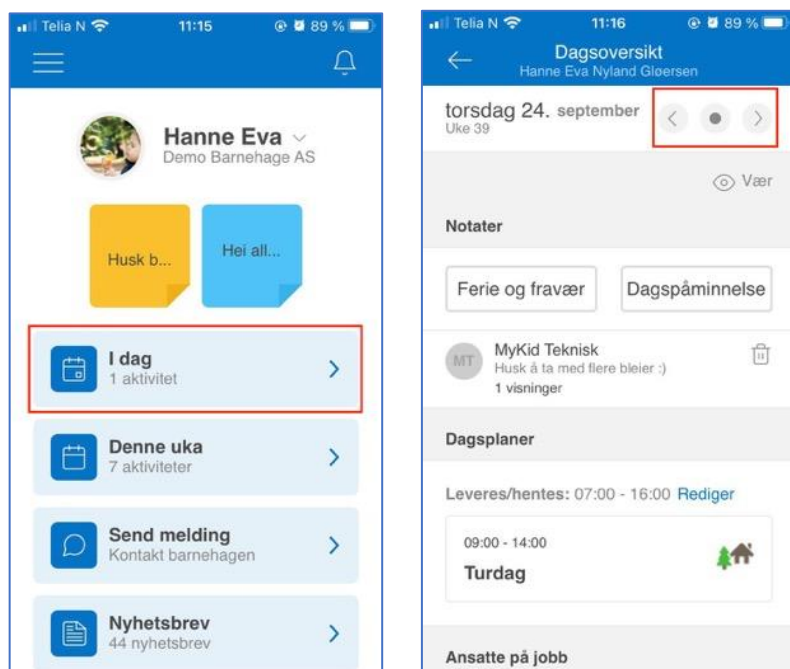 Telia N 11:15 89 %
Hanne Eva
Demo Barnehage AS
Husk b...
Hei all...
I dag
1 aktivitet
Denne uka
7 aktiviteter
Send melding
Kontakt barnehagen
Nyhetsbrev
44 nyhetsbrev
Telia N 11:16 89 %
Dagsoversikt
Hanne Eva Nyland Gløersen
torsdag 24. september
Uke 39
Vær
Notater
Ferie og fravær
Dagspåminnelse
MT
MyKid Teknisk
Husk å ta med flere bleier :)
1 visninger
Dagsplaner
Leveres/hentes: 07:00 - 16:00 Rediger
09:00 - 14:00
Turdag
Ansatte på jobb